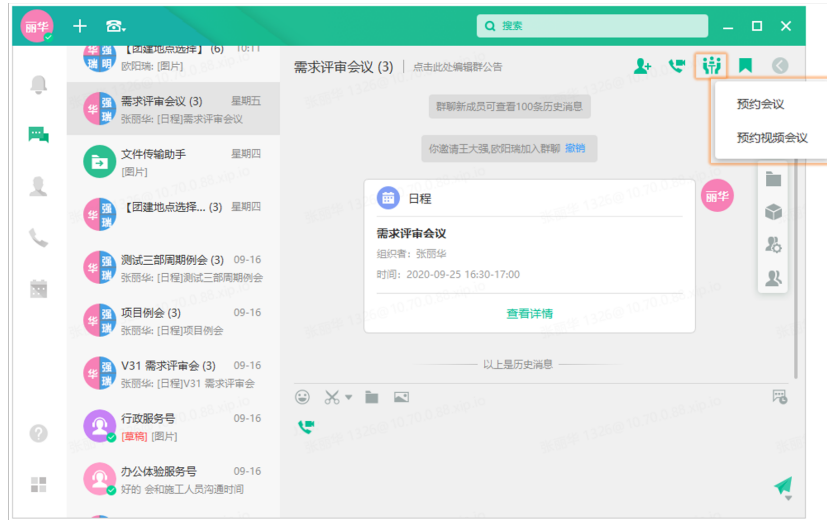 丽华
搜索
【团建地点选择】 (6) 10:11
欧阳瑞: [图片]
需求评审会议 (3) 星期五
张丽华: [日程]需求评审会议
文件传输助手 星期四
[图片]
【团建地点选择... (3) 星期四
测试三部周期例会 (3) 09-16
张丽华: [日程]测试三部周期例会
项目例会 (3) 09-16
张丽华: [日程]项目例会
V31 需求评审会 (3) 09-16
张丽华: [日程]V31 需求评审会
行政服务号 09-16
[草稿] [图片]
办公体验服务号 09-16
好的 会和施工人员沟通时间
华 强 明
华 强 瑞
华 强 瑞
华 强 瑞
华 强 瑞
华 强 瑞
需求评审会议 (3) 点击此处编辑群公告
预约会议
预约视频会议
群聊新成员可查看100条历史消息
你邀请王大强,欧阳瑞加入群聊 撤销
丽华
日程
需求评审会议
组织者: 张丽华
时间: 2020-09-25 16:30-17:00
查看详情
以上是历史消息